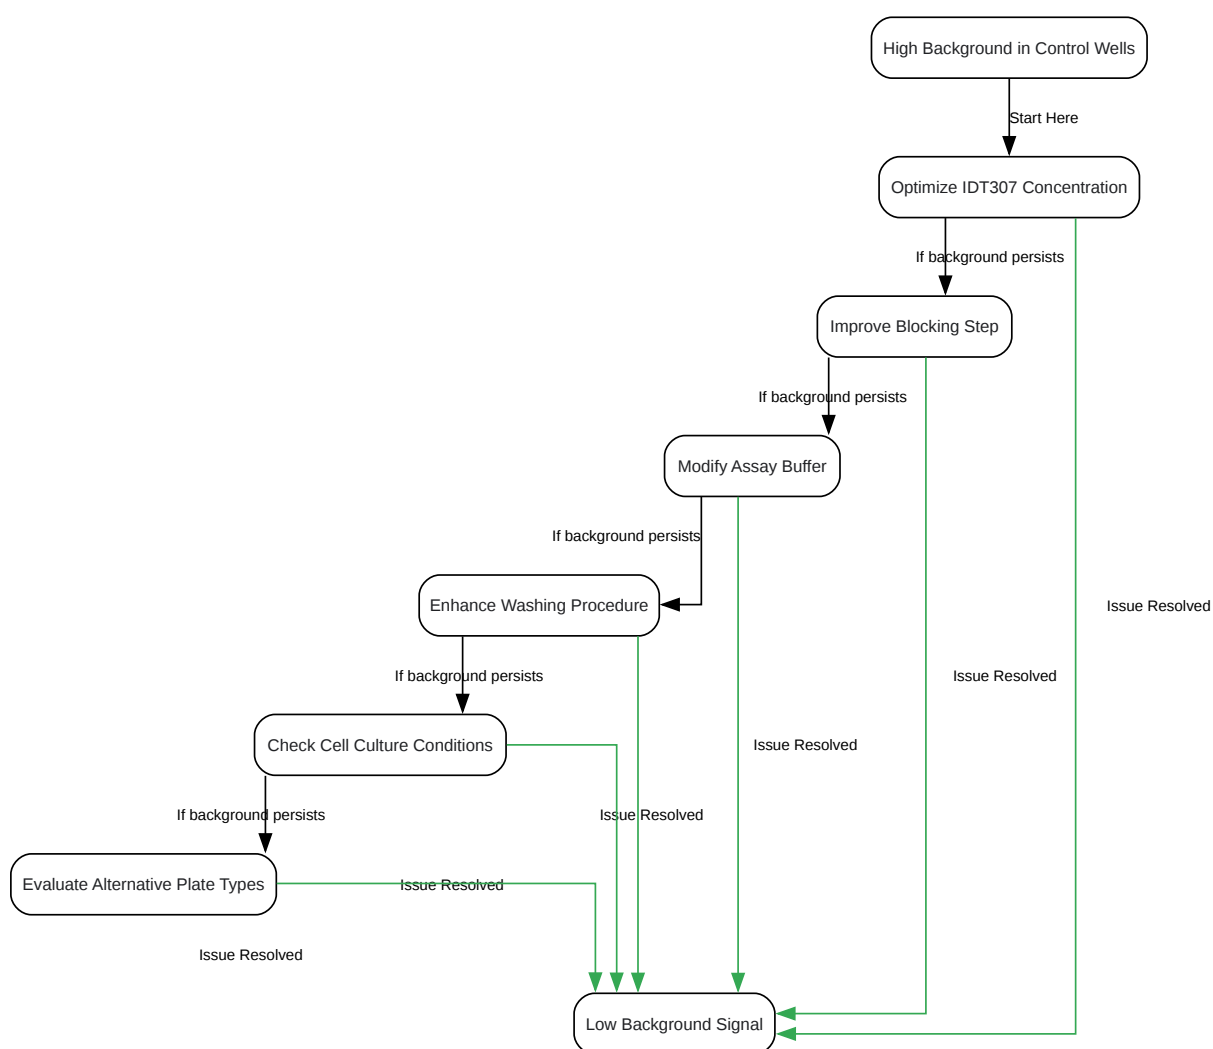 High Background in Control Wells
Start Here
Optimize IDT307 Concentration
If background persists
Improve Blocking Step
If background persists
Modify Assay Buffer
If background persists
Enhance Washing Procedure
Issue Resolved
If background persists
Issue Resolved
Check Cell Culture Conditions
Issue Resolved
If background persists
Issue Resolved
Evaluate Alternative Plate Types
Issue Resolved
Issue Resolved
Low Background Signal